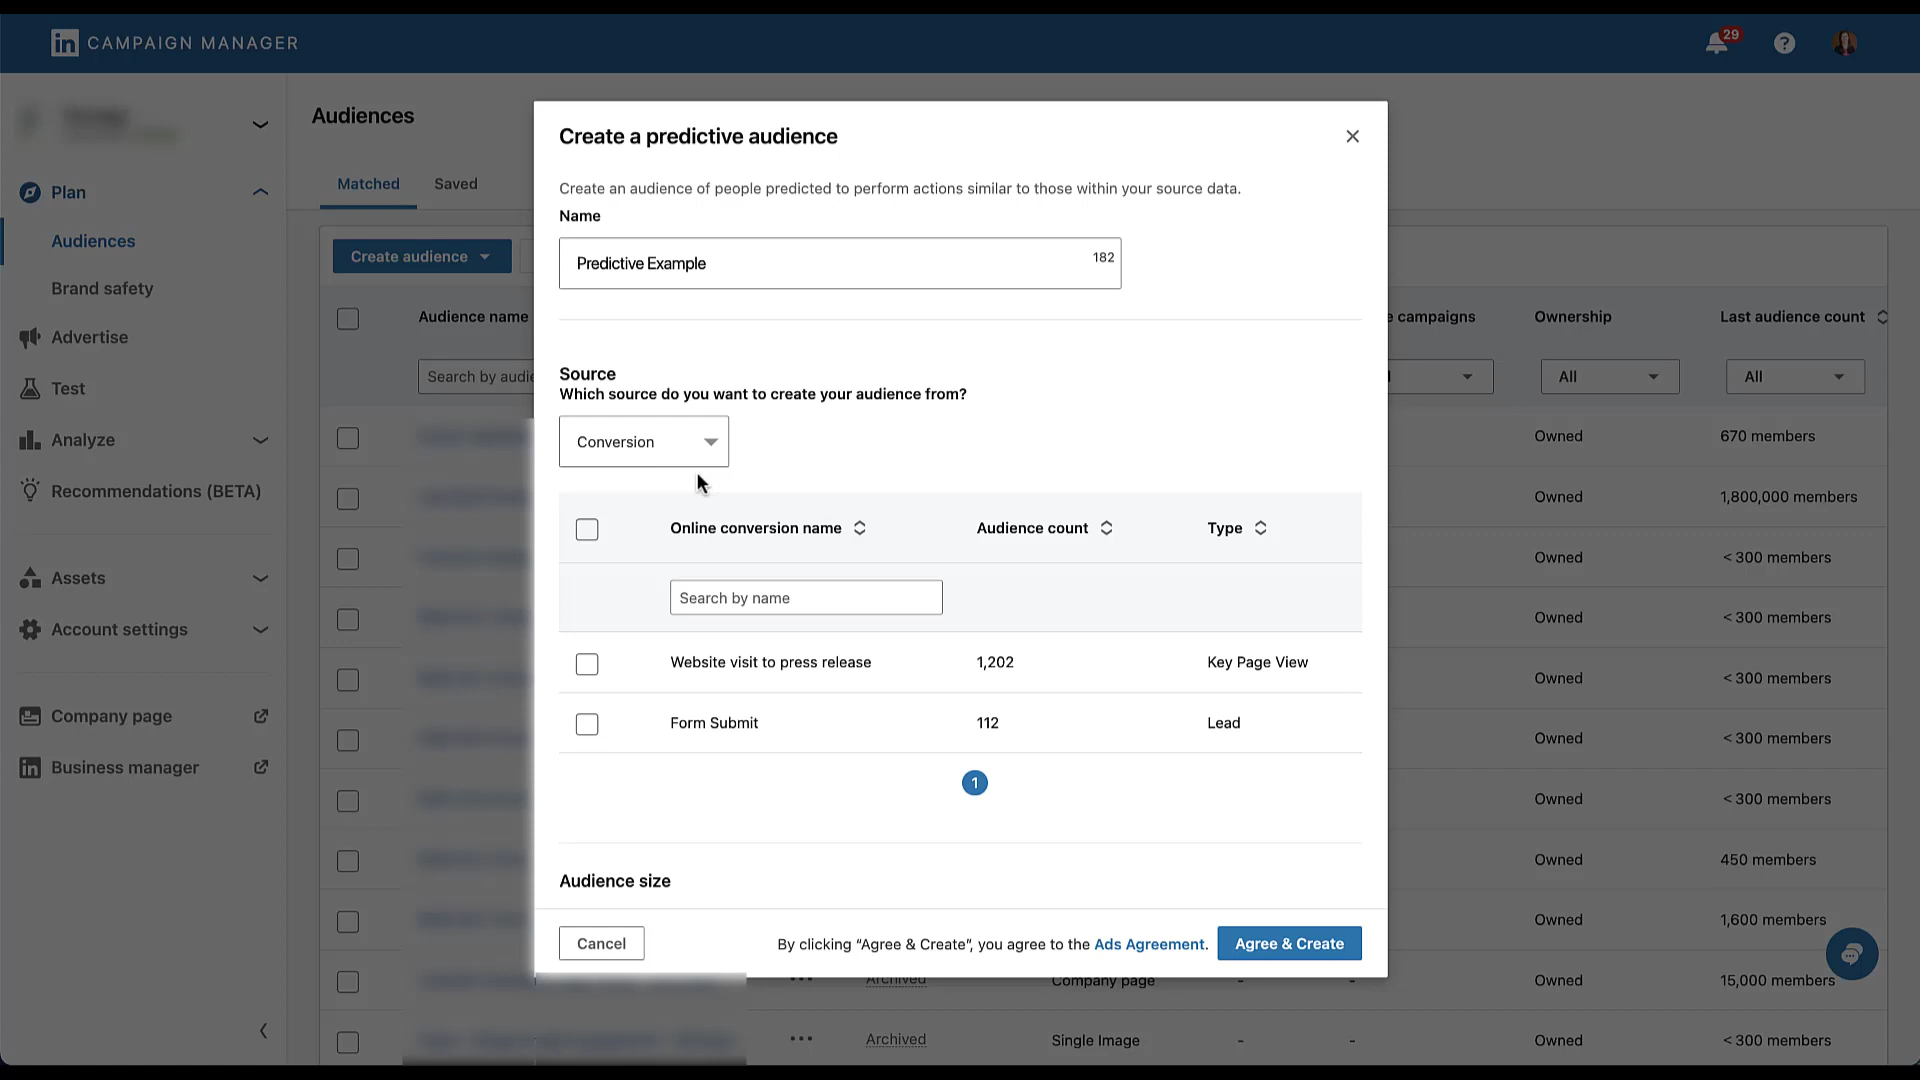 in CAMPAIGN MANAGER
29
?
Plan
Audiences
Brand safety
Advertise
Test
Analyze
Recommendations (BETA)
Assets
Account settings
Company page
Business manager
Audiences
Matched
Saved
Create audience
Audience name
campaigns
Ownership
Last audience count
Search by audie
All
All
Owned
670 members
Owned
1,800,000 members
Owned
< 300 members
Owned
< 300 members
Owned
< 300 members
Owned
< 300 members
Owned
< 300 members
Owned
450 members
Owned
1,600 members
Archived
Company page
-
-
Owned
15,000 members
Archived
Single Image
-
-
Owned
< 300 members
Create a predictive audience
Create an audience of people predicted to perform actions similar to those within your source data.
Name
Predictive Example
182
Source
Which source do you want to create your audience from?
Conversion
Online conversion name
Audience count
Type
Search by name
Website visit to press release
1,202
Key Page View
Form Submit
112
Lead
1
Audience size
Cancel
By clicking “Agree & Create”, you agree to the Ads Agreement.
Agree & Create